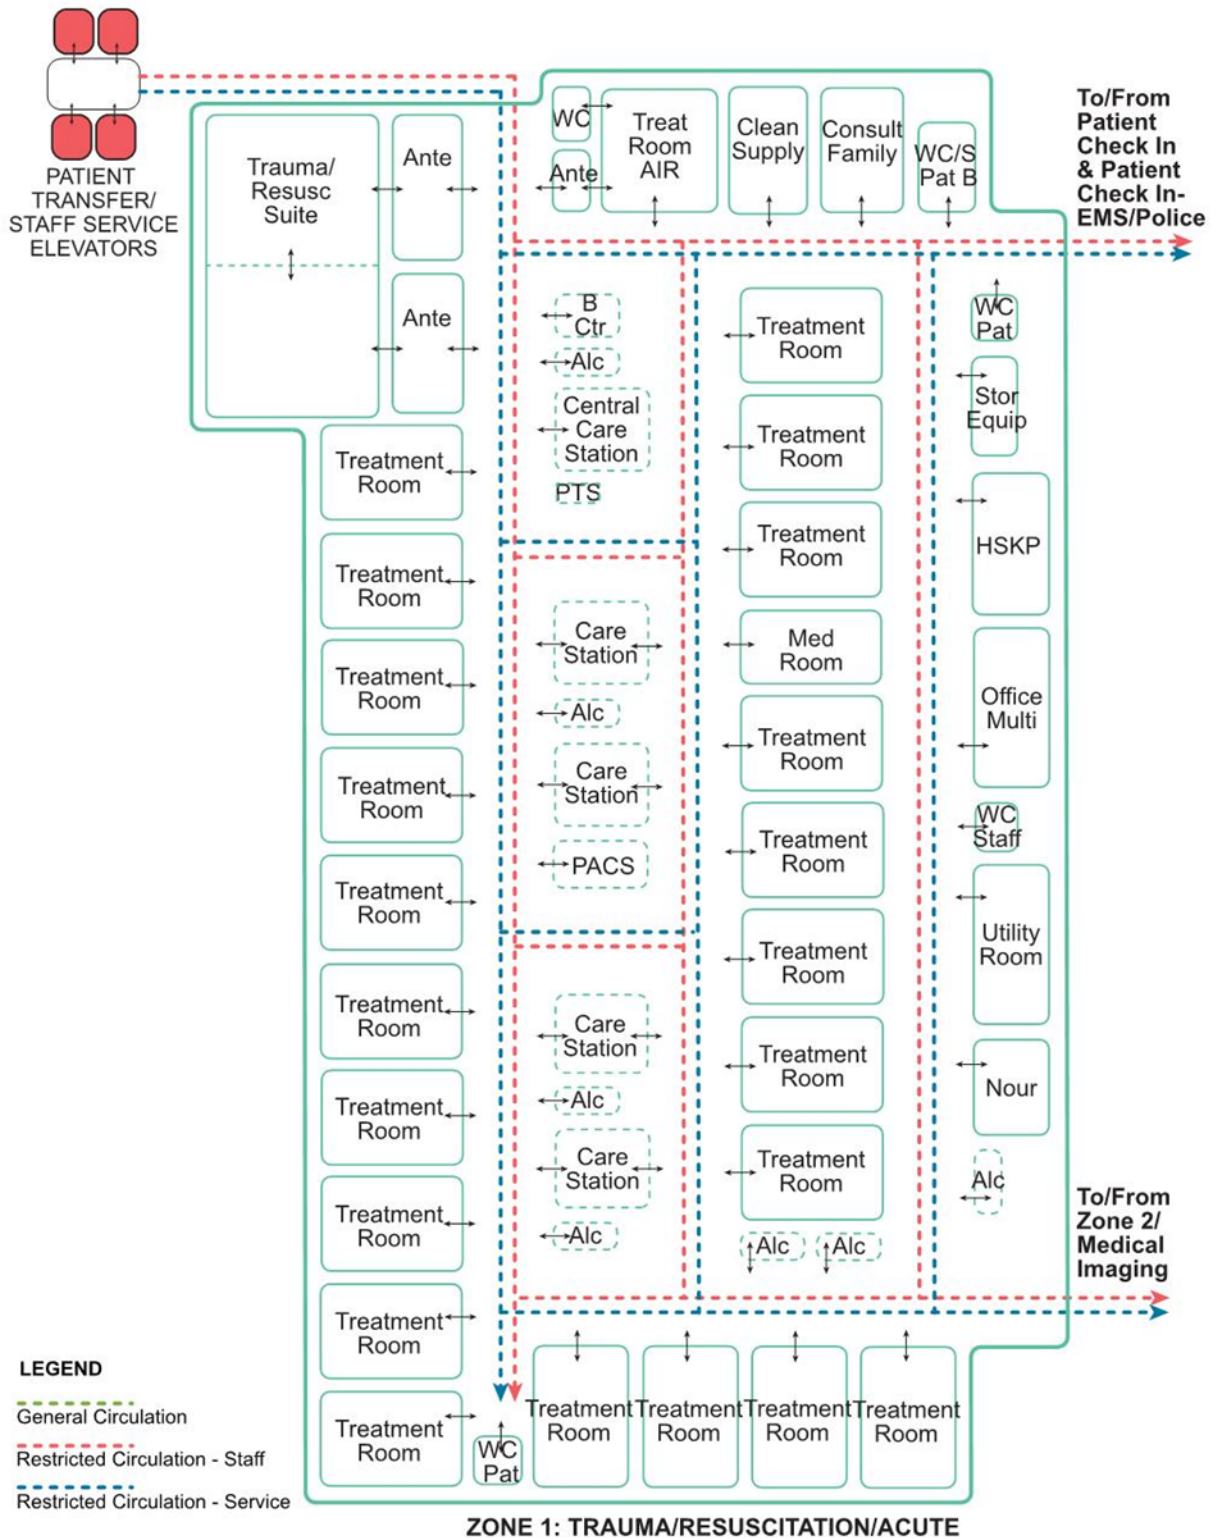 PATIENT
TRANSFER/
STAFF SERVICE
ELEVATORS
Trauma/
Resusc
Suite
Ante
Ante
WC
Ante
Treat
Room
AIR
Clean
Supply
Consult
Family
WC/S
Pat B
To/From
Patient
Check In
& Patient
Check In-
EMS/Police
Treatment
Room
Treatment
Room
Treatment
Room
Treatment
Room
Treatment
Room
Treatment
Room
Treatment
Room
Treatment
Room
Treatment
Room
Treatment
Room
B
Ctr
Alc
Central
Care
Station
PTS
Care
Station
Alc
Care
Station
PACS
Care
Station
Alc
Care
Station
Alc
Treatment
Room
Treatment
Room
Treatment
Room
Med
Room
Treatment
Room
Treatment
Room
Treatment
Room
Treatment
Room
Treatment
Room
Alc
Alc
WC
Pat
Stor
Equip
HSKP
Office
Multi
WC
Staff
Utility
Room
Nour
Alc
To/From
Zone 2/
Medical
Imaging
WC
Pat
Treatment
Room
Treatment
Room
Treatment
Room
Treatment
Room
LEGEND
General Circulation
Restricted Circulation - Staff
Restricted Circulation - Service
ZONE 1: TRAUMA/RESUSCITATION/ACUTE